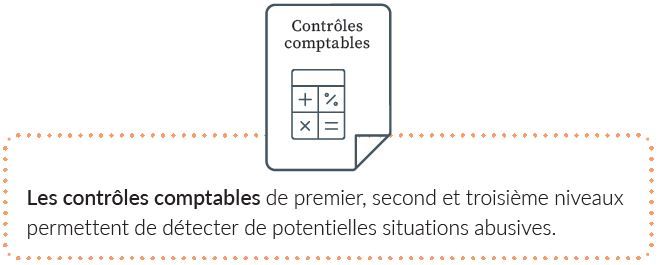 Contrôles
comptables
+ %
× =
Les contrôles comptables de premier, second et troisième niveaux
permettent de détecter de potentielles situations abusives.